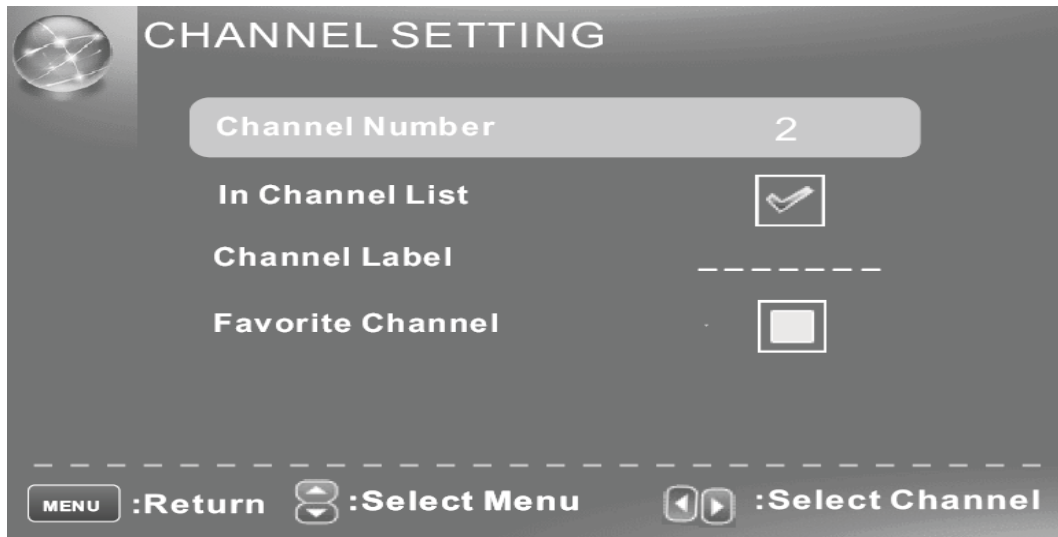 CHANNEL SETTING
Channel Number 2
In Channel List
Channel Label _ _ _ _ _ _ _
Favorite Channel
MENU :Return :Select Menu :Select Channel